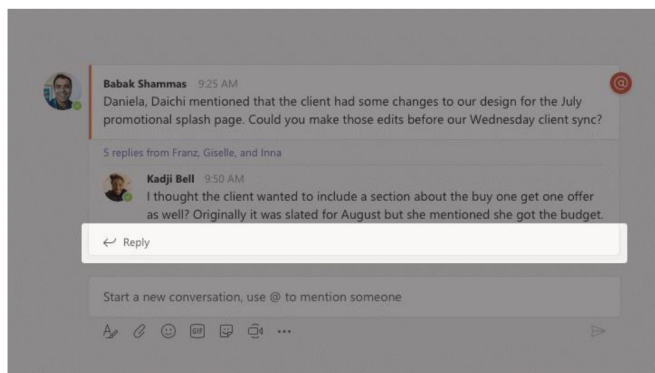 Babak Shammas 9:25 AM
Daniela, Daichi mentioned that the client had some changes to our design for the July
promotional splash page. Could you make those edits before our Wednesday client sync?
5 replies from Franz, Giselle, and Inna
Kadji Bell 9:50 AM
I thought the client wanted to include a section about the buy one get one offer
as well? Originally it was slated for August but she mentioned she got the budget.
Reply
Start a new conversation, use @ to mention someone
GIF